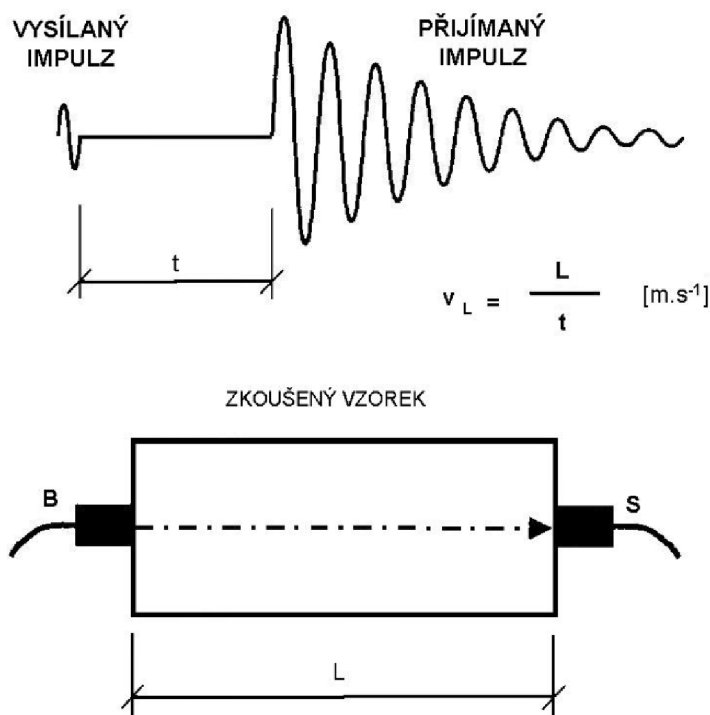 VYSÍLANÝ
IMPULZ
PŘIJÍMANÝ
IMPULZ
t
v L = L / t [m.s-1]
ZKOUŠENÝ VZOREK
B
S
L